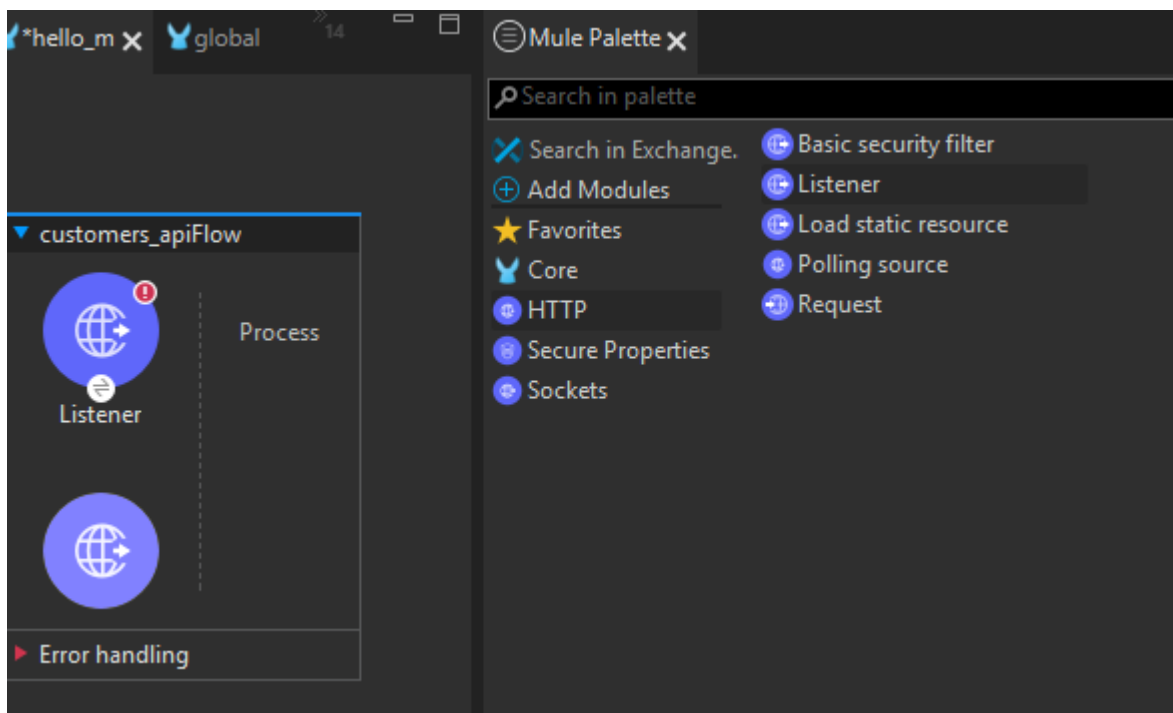 *hello_m
global
14
Mule Palette
Search in palette
Search in Exchange.
Add Modules
Favorites
Core
HTTP
Secure Properties
Sockets
Basic security filter
Listener
Load static resource
Polling source
Request
customers_apiFlow
Listener
Process
Error handling